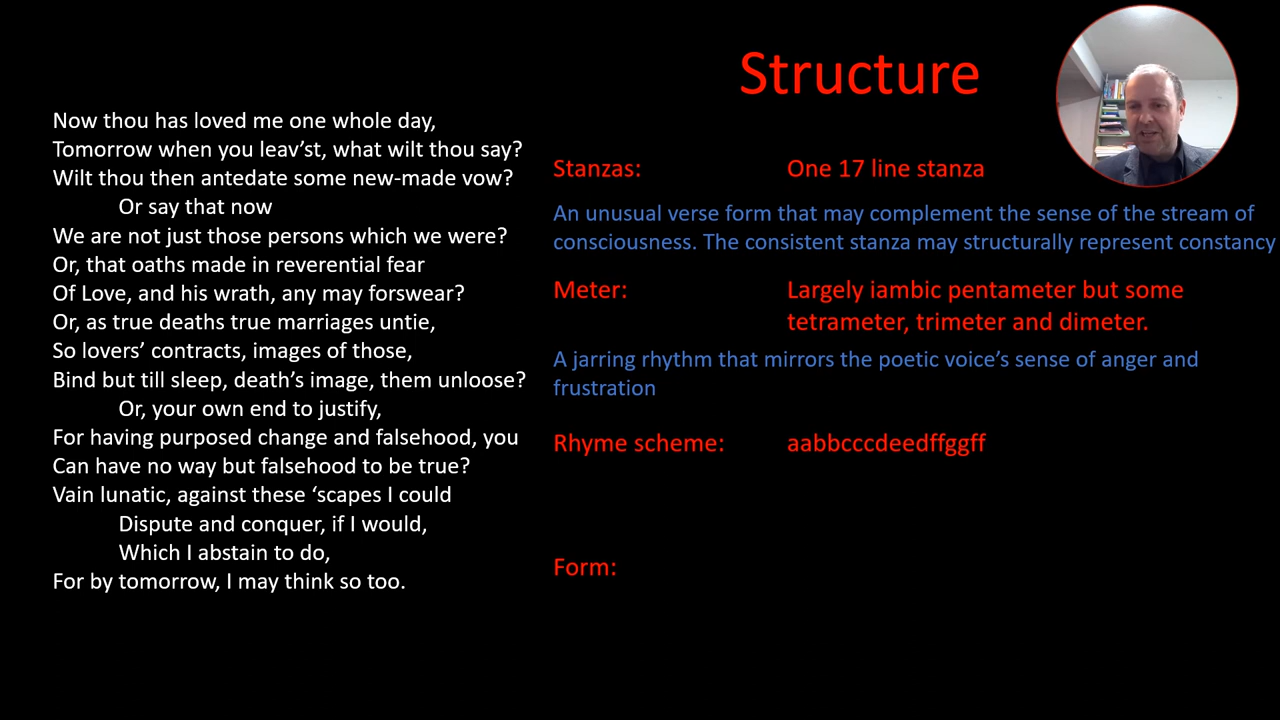 Structure
Now thou has loved me one whole day,
Tomorrow when you leav’st, what wilt thou say?
Wilt thou then antedate some new-made vow?
Or say that now
We are not just those persons which we were?
Or, that oaths made in reverential fear
Of Love, and his wrath, any may forswear?
Or, as true deaths true marriages untie,
So lovers’ contracts, images of those,
Bind but till sleep, death’s image, them unloose?
Or, your own end to justify,
For having purposed change and falsehood, you
Can have no way but falsehood to be true?
Vain lunatic, against these ‘scapes I could
Dispute and conquer, if I would,
Which I abstain to do,
For by tomorrow, I may think so too.
Stanzas: One 17 line stanza
An unusual verse form that may complement the sense of the stream of
consciousness. The consistent stanza may structurally represent constancy
Meter: Largely iambic pentameter but some
tetrameter, trimeter and dimeter.
A jarring rhythm that mirrors the poetic voice’s sense of anger and
frustration
Rhyme scheme: aabbcccdeedffggff
Form: